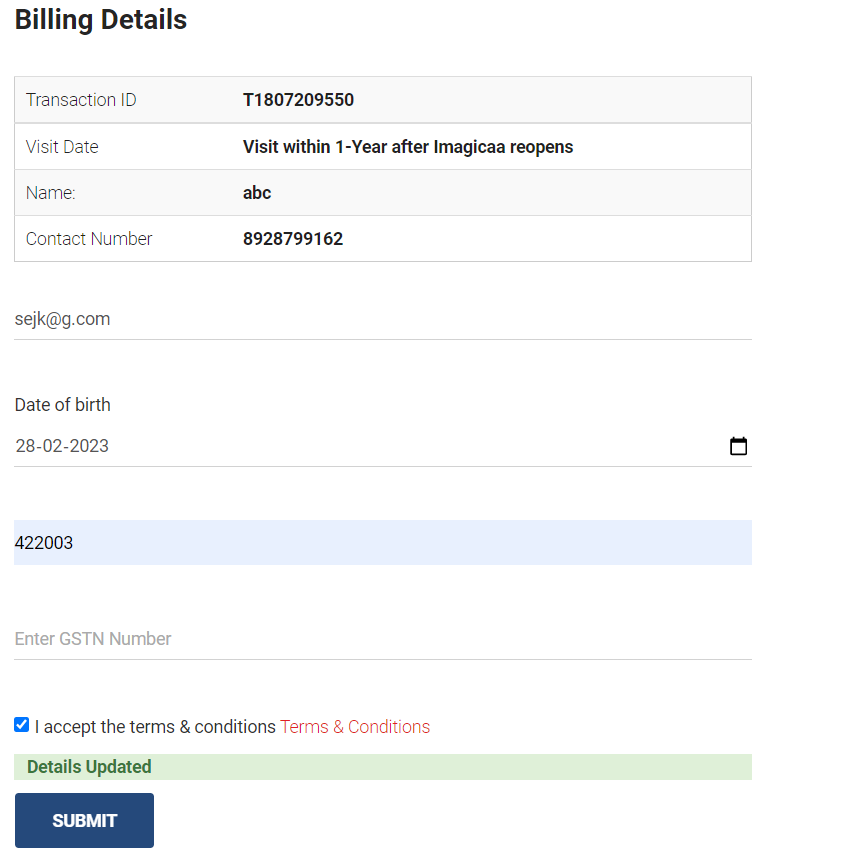 Billing Details
Transaction ID T1807209550
Visit Date Visit within 1-Year after Imagicaa reopens
Name: abc
Contact Number 8928799162
sejk@g.com
Date of birth
28-02-2023
422003
Enter GSTN Number
I accept the terms & conditions Terms & Conditions
Details Updated
SUBMIT